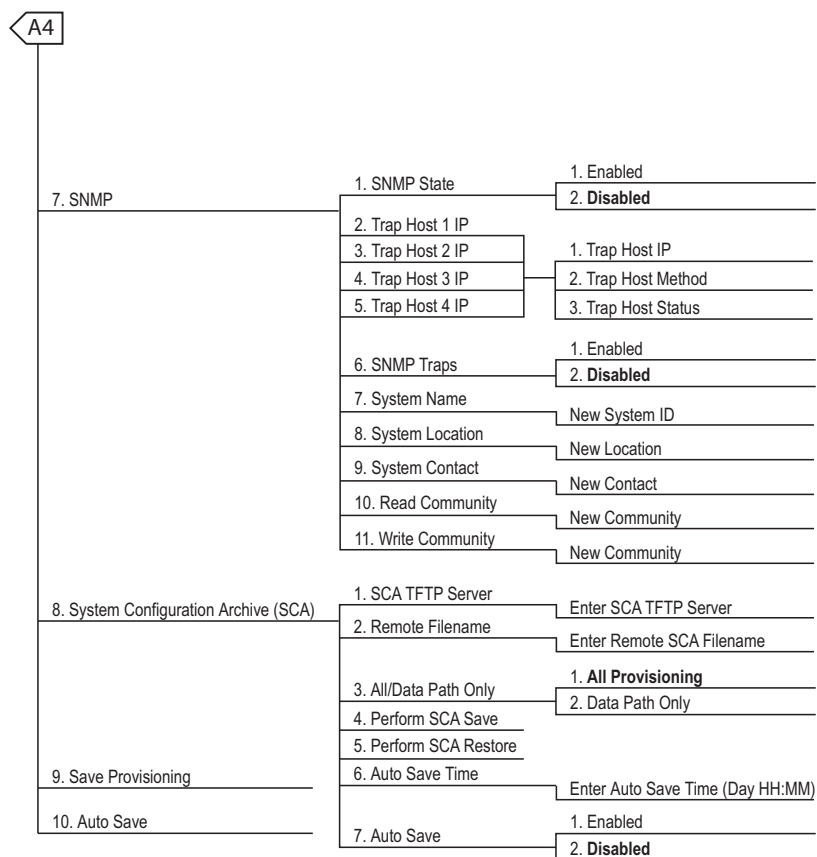 A4
7. SNMP
1. SNMP State
1. Enabled
2. Disabled
2. Trap Host 1 IP
3. Trap Host 2 IP
4. Trap Host 3 IP
5. Trap Host 4 IP
1. Trap Host IP
2. Trap Host Method
3. Trap Host Status
6. SNMP Traps
1. Enabled
2. Disabled
7. System Name
New System ID
8. System Location
New Location
9. System Contact
New Contact
10. Read Community
New Community
11. Write Community
New Community
8. System Configuration Archive (SCA)
1. SCA TFTP Server
Enter SCA TFTP Server
2. Remote Filename
Enter Remote SCA Filename
3. All/Data Path Only
1. All Provisioning
2. Data Path Only
4. Perform SCA Save
5. Perform SCA Restore
6. Auto Save Time
Enter Auto Save Time (Day HH:MM)
7. Auto Save
1. Enabled
2. Disabled
9. Save Provisioning
10. Auto Save